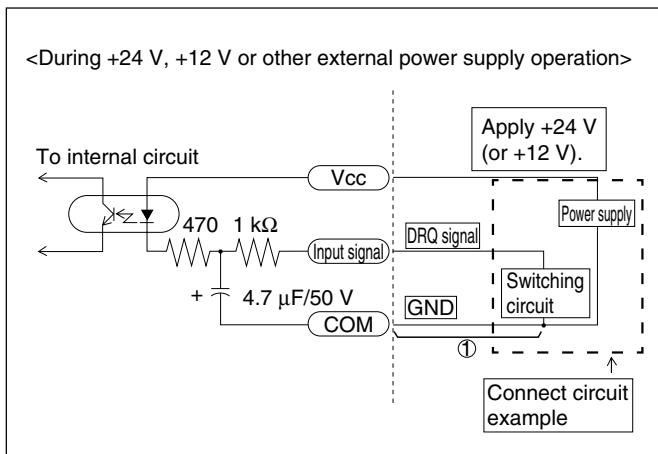 <During +24 V, +12 V or other external power supply operation>
Apply +24 V
(or +12 V).
To internal circuit
Vcc
Power supply
470
1 kΩ
Input signal
DRQ signal
Switching
circuit
+
4.7 μF/50 V
GND
COM
①
Connect circuit
example